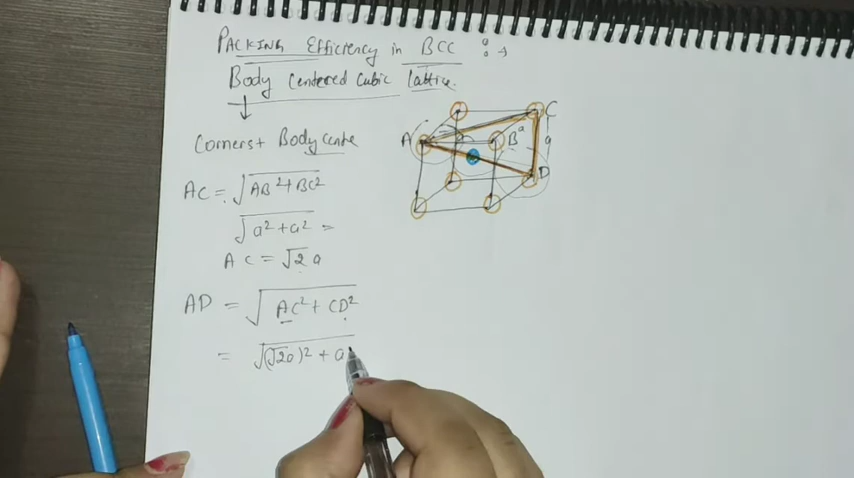 PACKING Efficiency in BCC :→
Body Centered Cubic Lattice.
Corners + Body Centre
AC = √AB²+BC²
√a²+a² =
AC = √2 a
AD = √AC²+CD²
= √(√2a)² + a
A
B
a
C
a
D